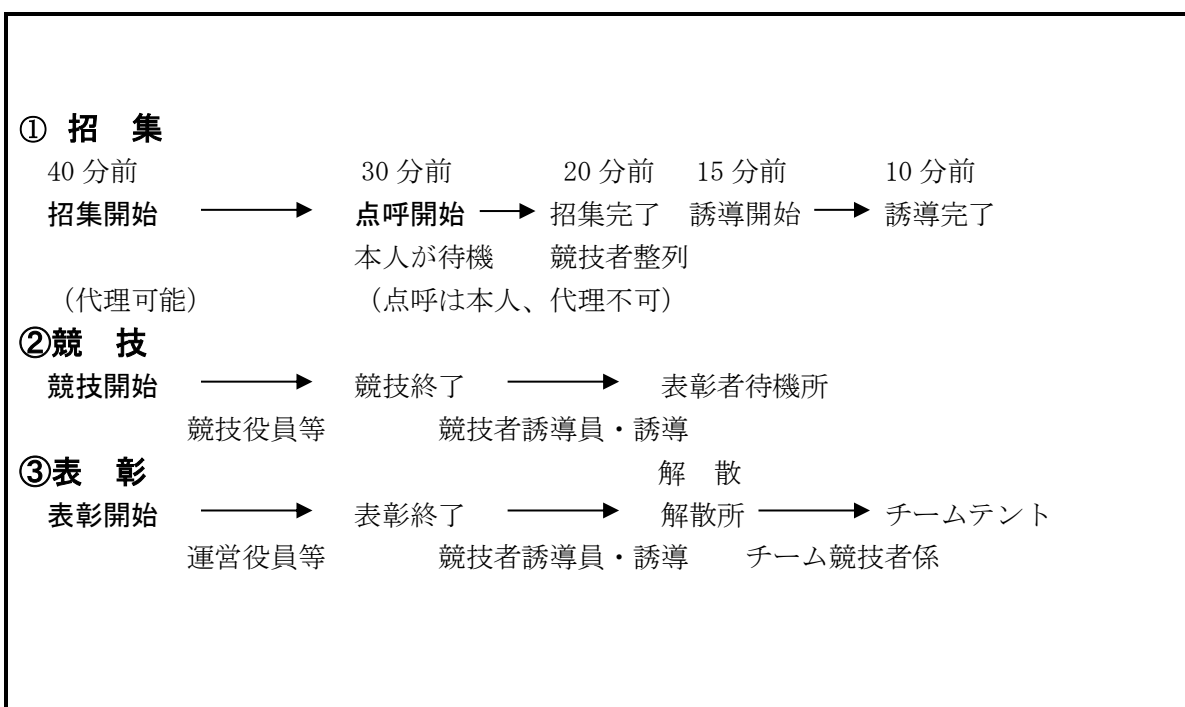 ① 招　集
40 分前　30 分前　20 分前　15 分前　10 分前
招集開始　→　点呼開始　→　招集完了　誘導開始　→　誘導完了
本人が待機　競技者整列
（代理可能）　（点呼は本人、代理不可）
②競　技
競技開始　→　競技終了　→　表彰者待機所
競技役員等　競技者誘導員・誘導
③表　彰　解　散
表彰開始　→　表彰終了　→　解散所　→　チームテント
運営役員等　競技者誘導員・誘導　チーム競技者係